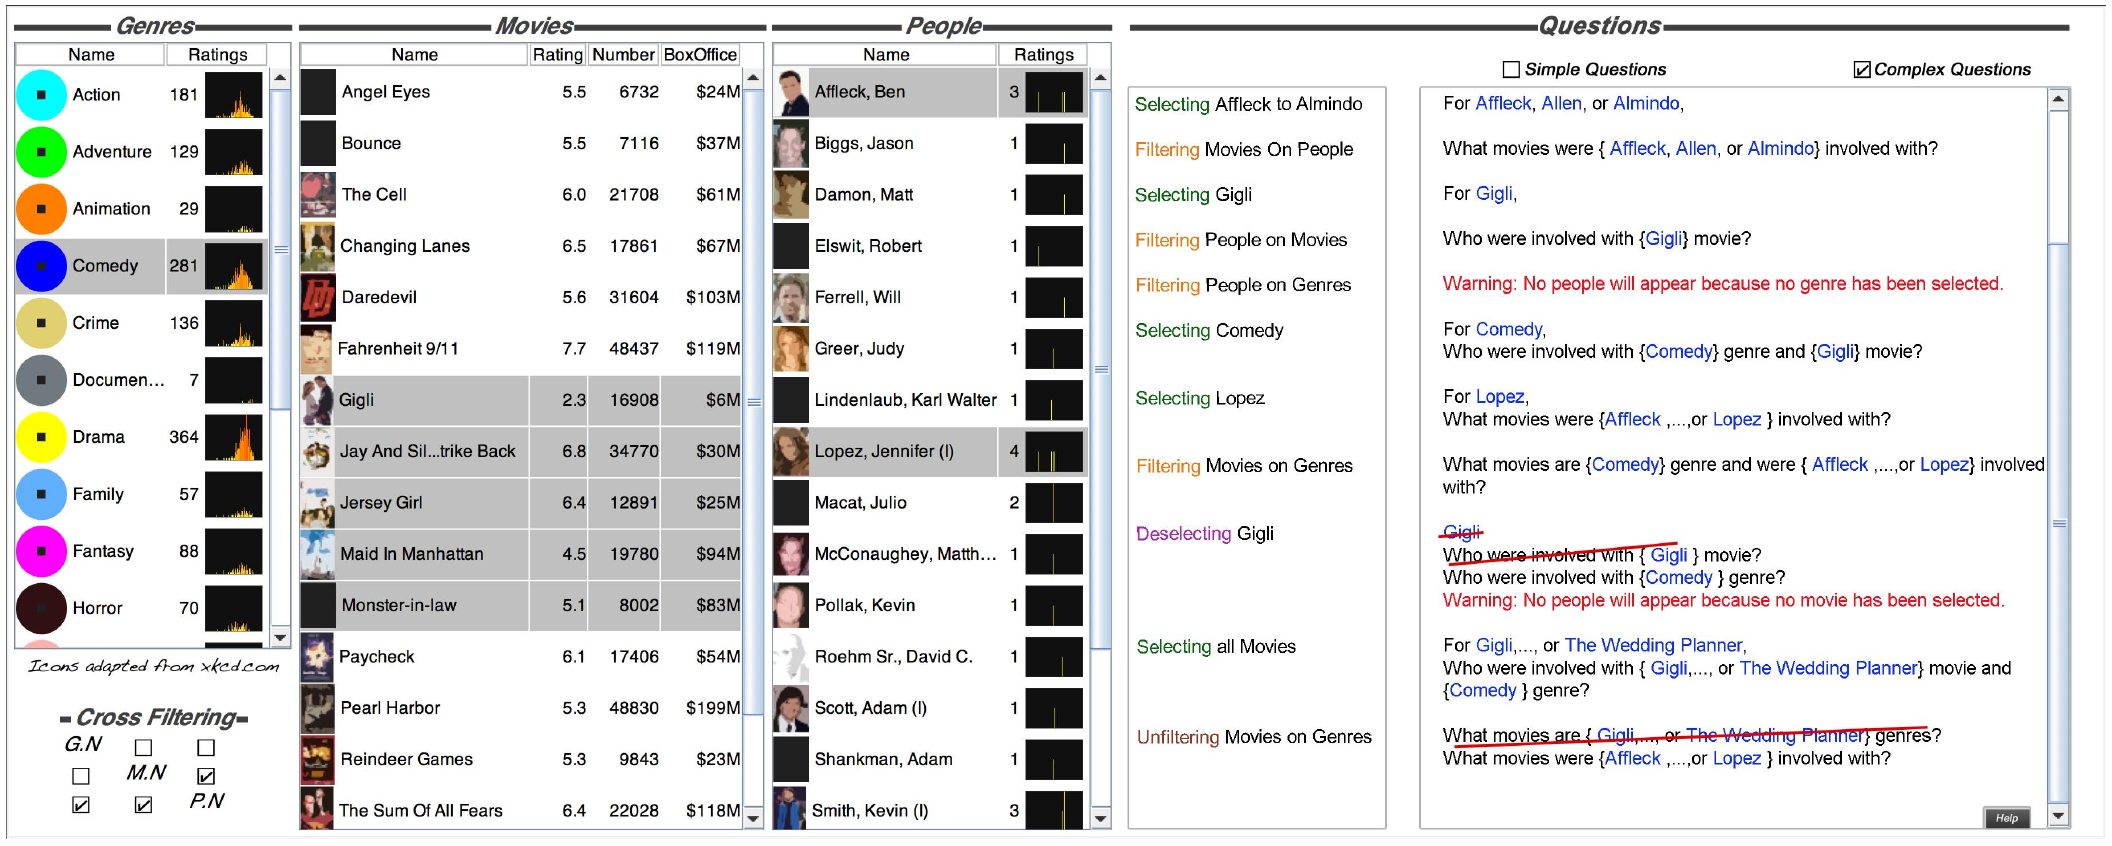 Genres
Name Ratings
Action 181
Adventure 129
Animation 29
Comedy 281
Crime 136
Documen... 7
Drama 364
Family 57
Fantasy 88
Horror 70
Icons adapted from xkcd.com
Cross Filtering
G.N
M.N
P.N
Movies
Name Rating Number BoxOffice
Angel Eyes 5.5 6732 $24M
Bounce 5.5 7116 $37M
The Cell 6.0 21708 $61M
Changing Lanes 6.5 17861 $67M
Daredevil 5.6 31604 $103M
Fahrenheit 9/11 7.7 48437 $119M
Gigli 2.3 16908 $6M
Jay And Sil...trike Back 6.8 34770 $30M
Jersey Girl 6.4 12891 $25M
Maid In Manhattan 4.5 19780 $94M
Monster-in-law 5.1 8002 $83M
Paycheck 6.1 17406 $54M
Pearl Harbor 5.3 48830 $199M
Reindeer Games 5.3 9843 $23M
The Sum Of All Fears 6.4 22028 $118M
People
Name Ratings
Affleck, Ben 3
Biggs, Jason 1
Damon, Matt 1
Elswit, Robert 1
Ferrell, Will 1
Greer, Judy 1
Lindenlaub, Karl Walter 1
Lopez, Jennifer (I) 4
Macat, Julio 2
McConaughey, Matth... 1
Pollak, Kevin 1
Roehm Sr., David C. 1
Scott, Adam (I) 1
Shankman, Adam 1
Smith, Kevin (I) 3
Questions
Simple Questions
Complex Questions
Selecting Affleck to Almindo
Filtering Movies On People
Selecting Gigli
Filtering People on Movies
Filtering People on Genres
Selecting Comedy
Selecting Lopez
Filtering Movies on Genres
Deselecting Gigli
Selecting all Movies
Unfiltering Movies on Genres
For Affleck, Allen, or Almindo,
What movies were { Affleck, Allen, or Almindo} involved with?
For Gigli,
Who were involved with {Gigli} movie?
Warning: No people will appear because no genre has been selected.
For Comedy,
Who were involved with {Comedy} genre and {Gigli} movie?
For Lopez,
What movies were {Affleck ,...,or Lopez } involved with?
What movies are {Comedy} genre and were { Affleck ,...,or Lopez} involved
with?
Gigli
Who were involved with { Gigli } movie?
Who were involved with {Comedy } genre?
Warning: No people will appear because no movie has been selected.
For Gigli,..., or The Wedding Planner,
Who were involved with { Gigli,..., or The Wedding Planner} movie and
{Comedy } genre?
What movies are { Gigli,..., or The Wedding Planner} genres?
What movies were {Affleck ,...,or Lopez } involved with?
Help